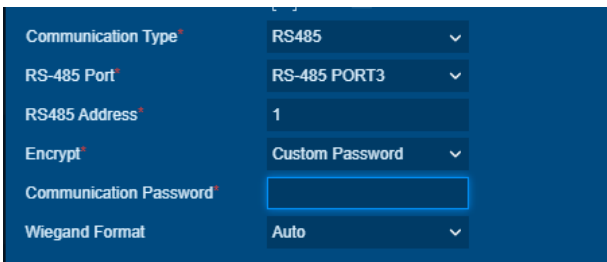 Communication Type* RS485
RS-485 Port* RS-485 PORT3
RS485 Address* 1
Encrypt* Custom Password
Communication Password*
Wiegand Format Auto